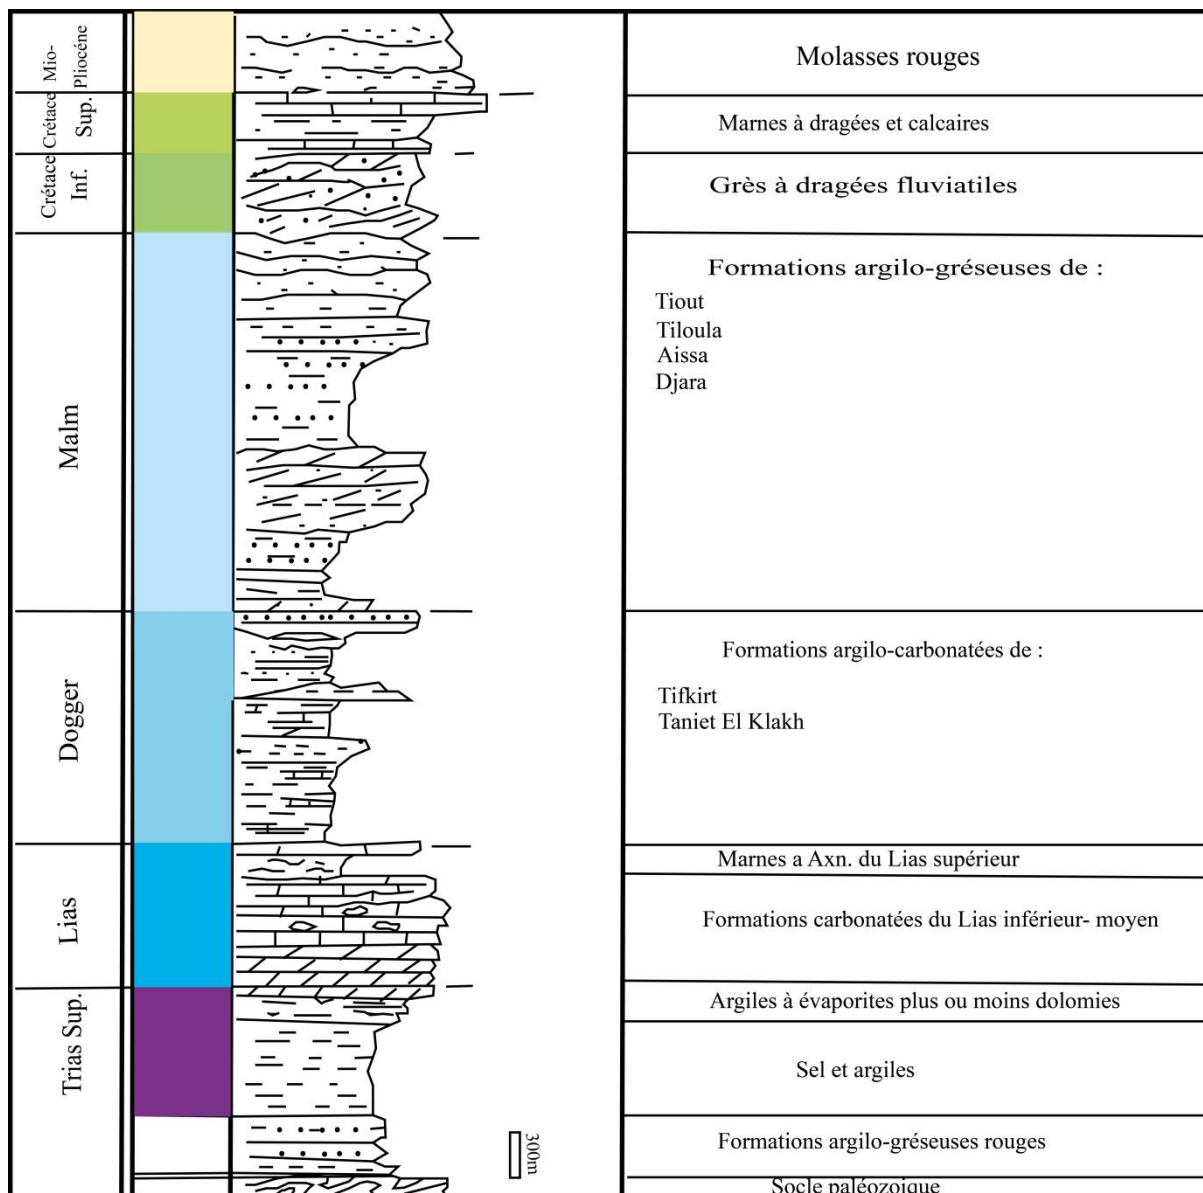 Mio-
Pliocéne
Molasses rouges
Crétace
Sup.
Marnes à dragées et calcaires
Crétace
Inf.
Grès à dragées fluviatiles
Malm
Formations argilo-gréseuses de :
Tiout
Tiloula
Aissa
Djara
Dogger
Formations argilo-carbonatées de :
Tifkirt
Taniet El Klakh
Lias
Marnes a Axn. du Lias supérieur
Formations carbonatées du Lias inférieur- moyen
Trias Sup.
Argiles à évaporites plus ou moins dolomies
Sel et argiles
300m
Formations argilo-gréseuses rouges
Socle paléozoique